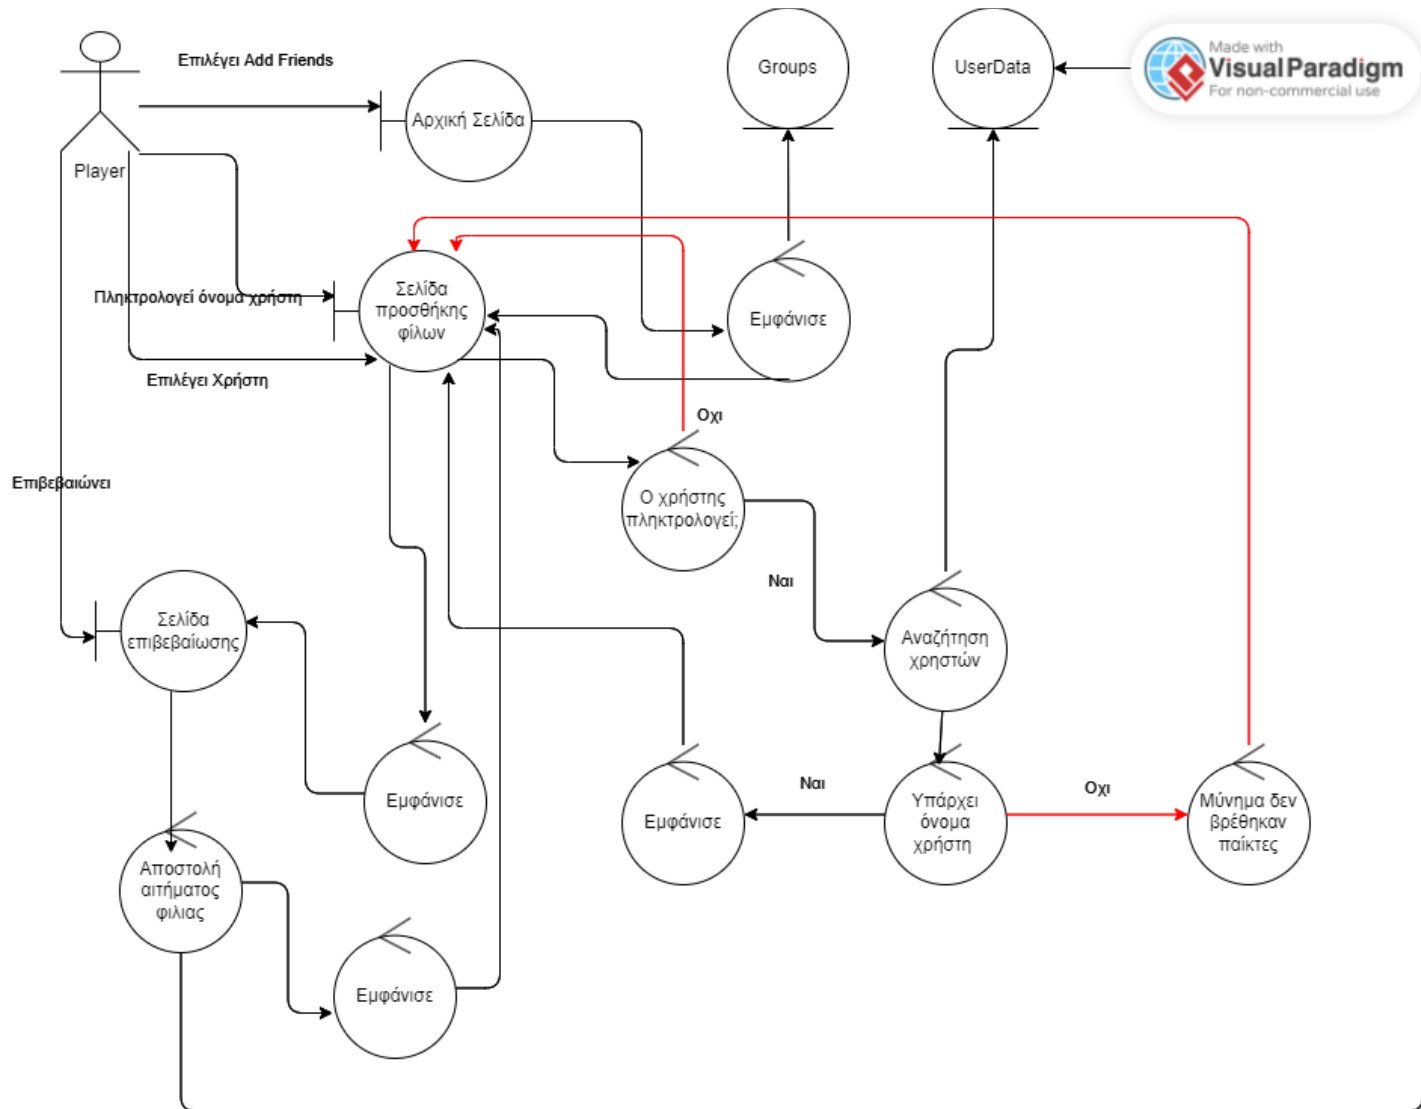 Επιλέγει Add Friends
Groups
UserData
Made with
Visual Paradigm
For non-commercial use
Αρχική Σελίδα
Player
Πληκτρολογεί όνομα χρήστη
Σελίδα
προσθήκης
φίλων
Εμφάνισε
Επιλέγει Χρήστη
Οχι
Επιβεβαιώνει
Ο χρήστης
πληκτρολογεί;
Ναι
Σελίδα
επιβεβαίωσης
Αναζήτηση
χρηστών
Εμφάνισε
Εμφάνισε
Ναι
Υπάρχει
όνομα
χρήστη
Οχι
Μύνημα δεν
βρέθηκαν
παίκτες
Αποστολή
αιτήματος
φιλιας
Εμφάνισε